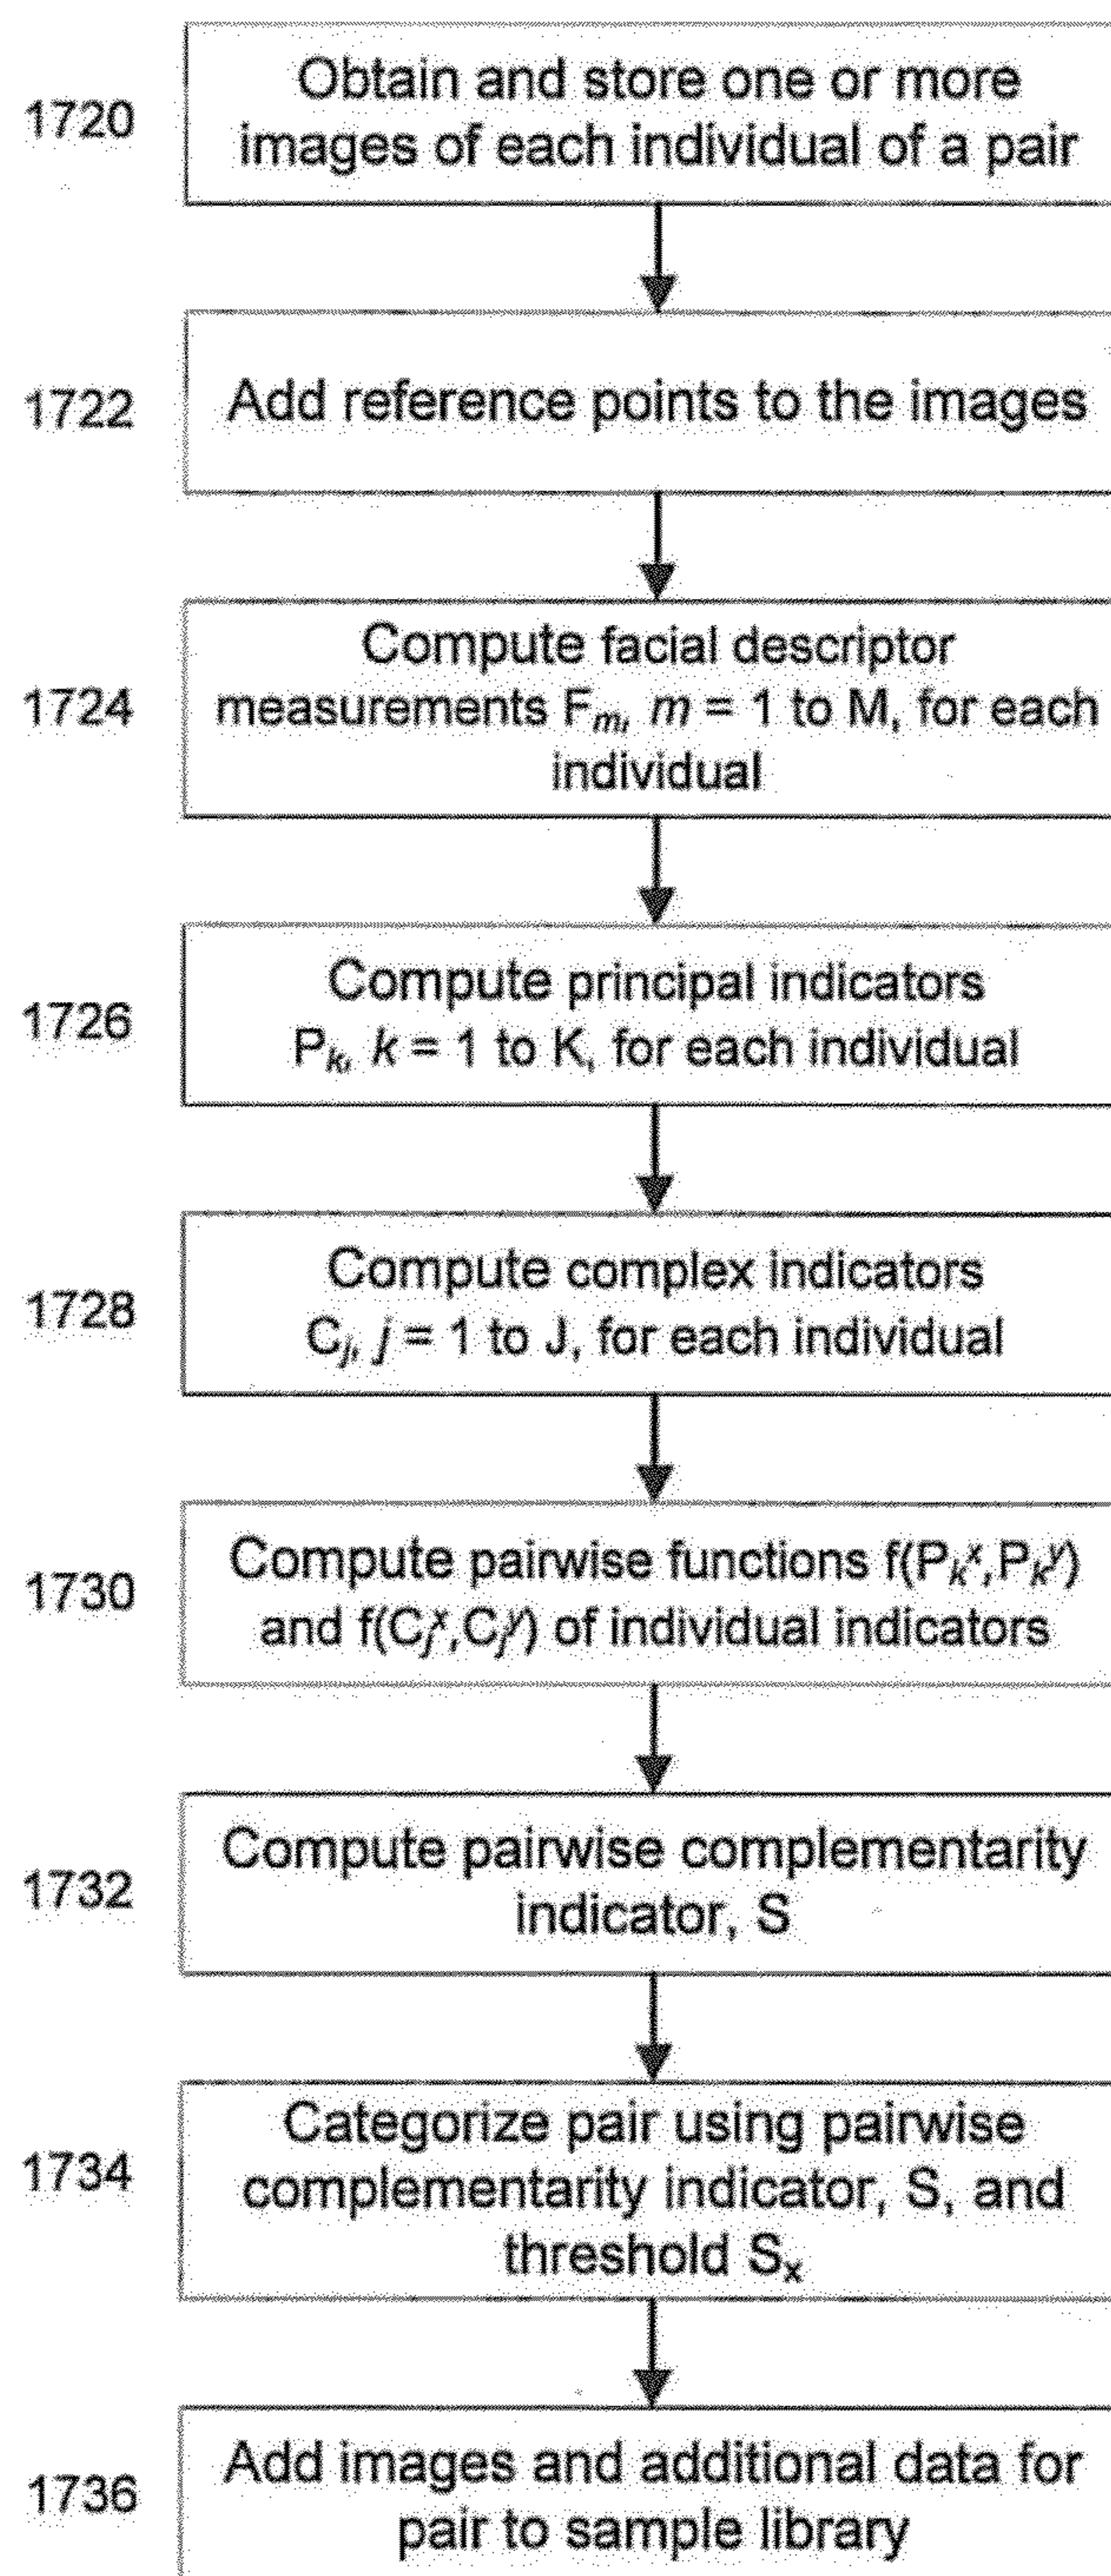 1720
Obtain and store one or more
images of each individual of a pair
1722
Add reference points to the images
1724
Compute facial descriptor
measurements Fm, m = 1 to M, for each
individual
1726
Compute principal indicators
Pk, k = 1 to K, for each individual
1728
Compute complex indicators
Cj, j = 1 to J, for each individual
1730
Compute pairwise functions f(Pk^x,Pk^y)
and f(Cj^x,Cj^y) of individual indicators
1732
Compute pairwise complementarity
indicator, S
1734
Categorize pair using pairwise
complementarity indicator, S, and
threshold Sx
1736
Add images and additional data for
pair to sample library